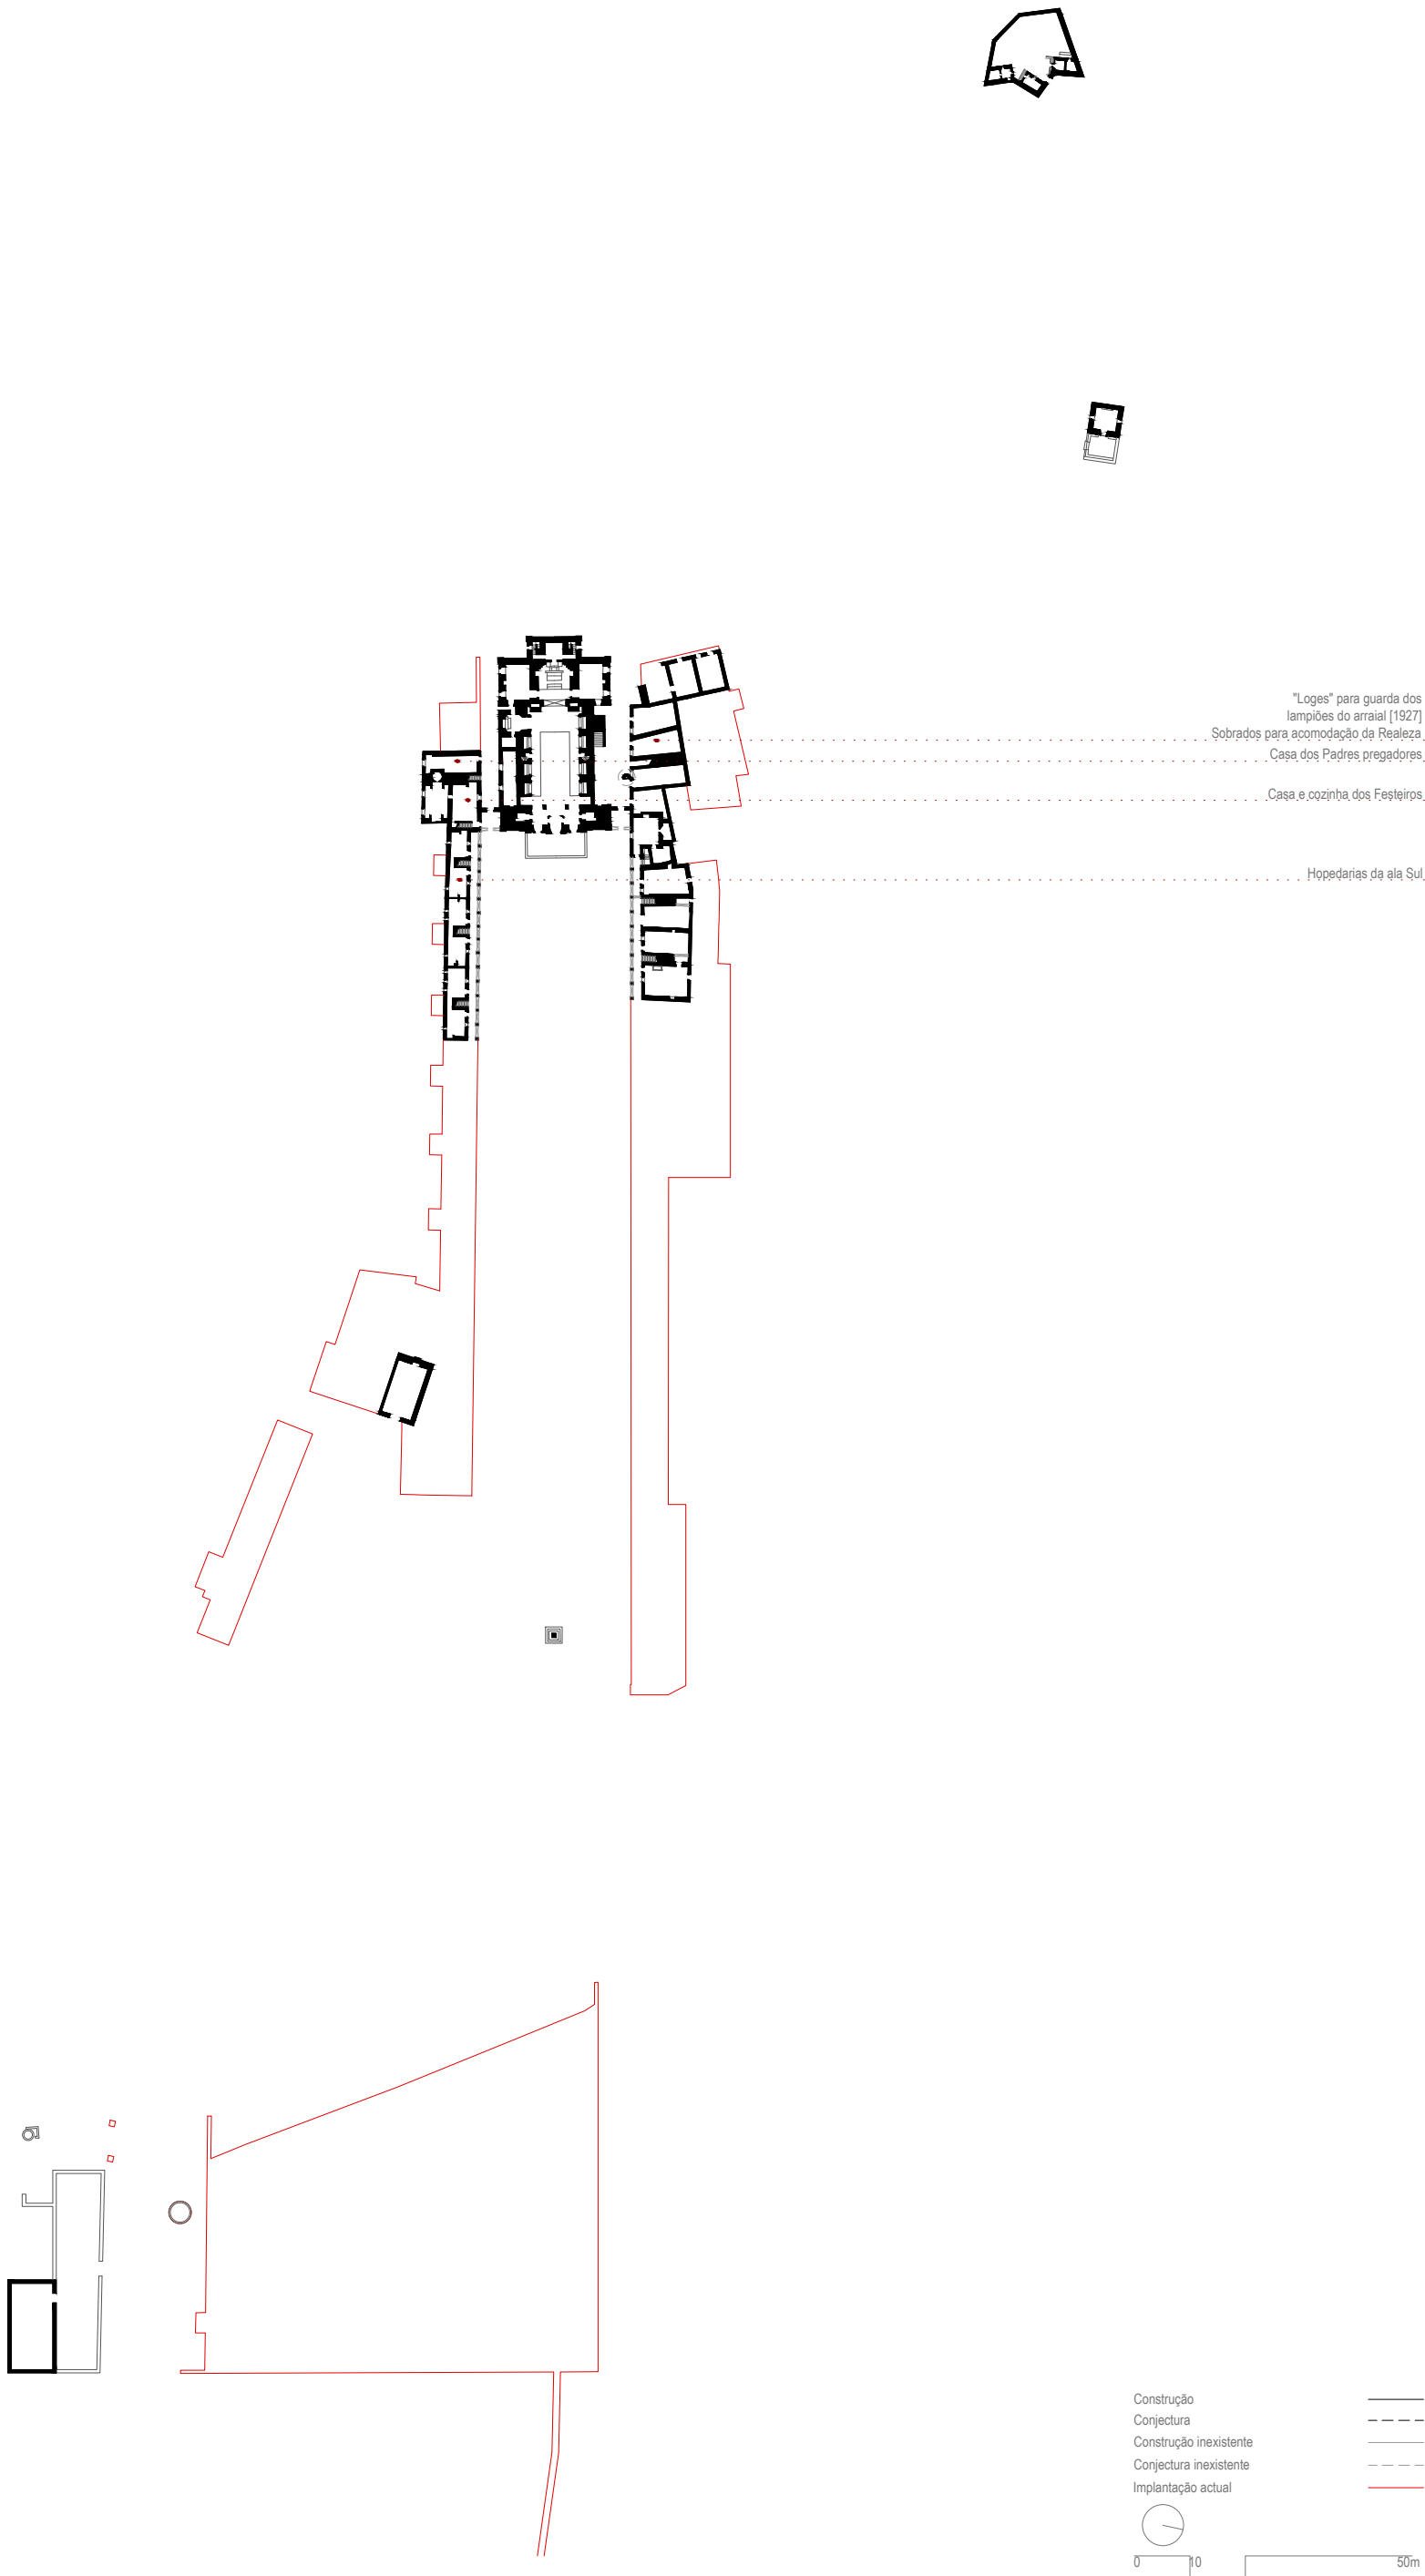 "Loges" para guarda dos
lampiões do arraial [1927]
Sobrados para acomodação da Realeza
Casa dos Padres pregadores
Casa e cozinha dos Festeiros
Hopedarias da ala Sul
Construção
Conjectura
Construção inexistente
Conjectura inexistente
Implantação actual
0 10 50m